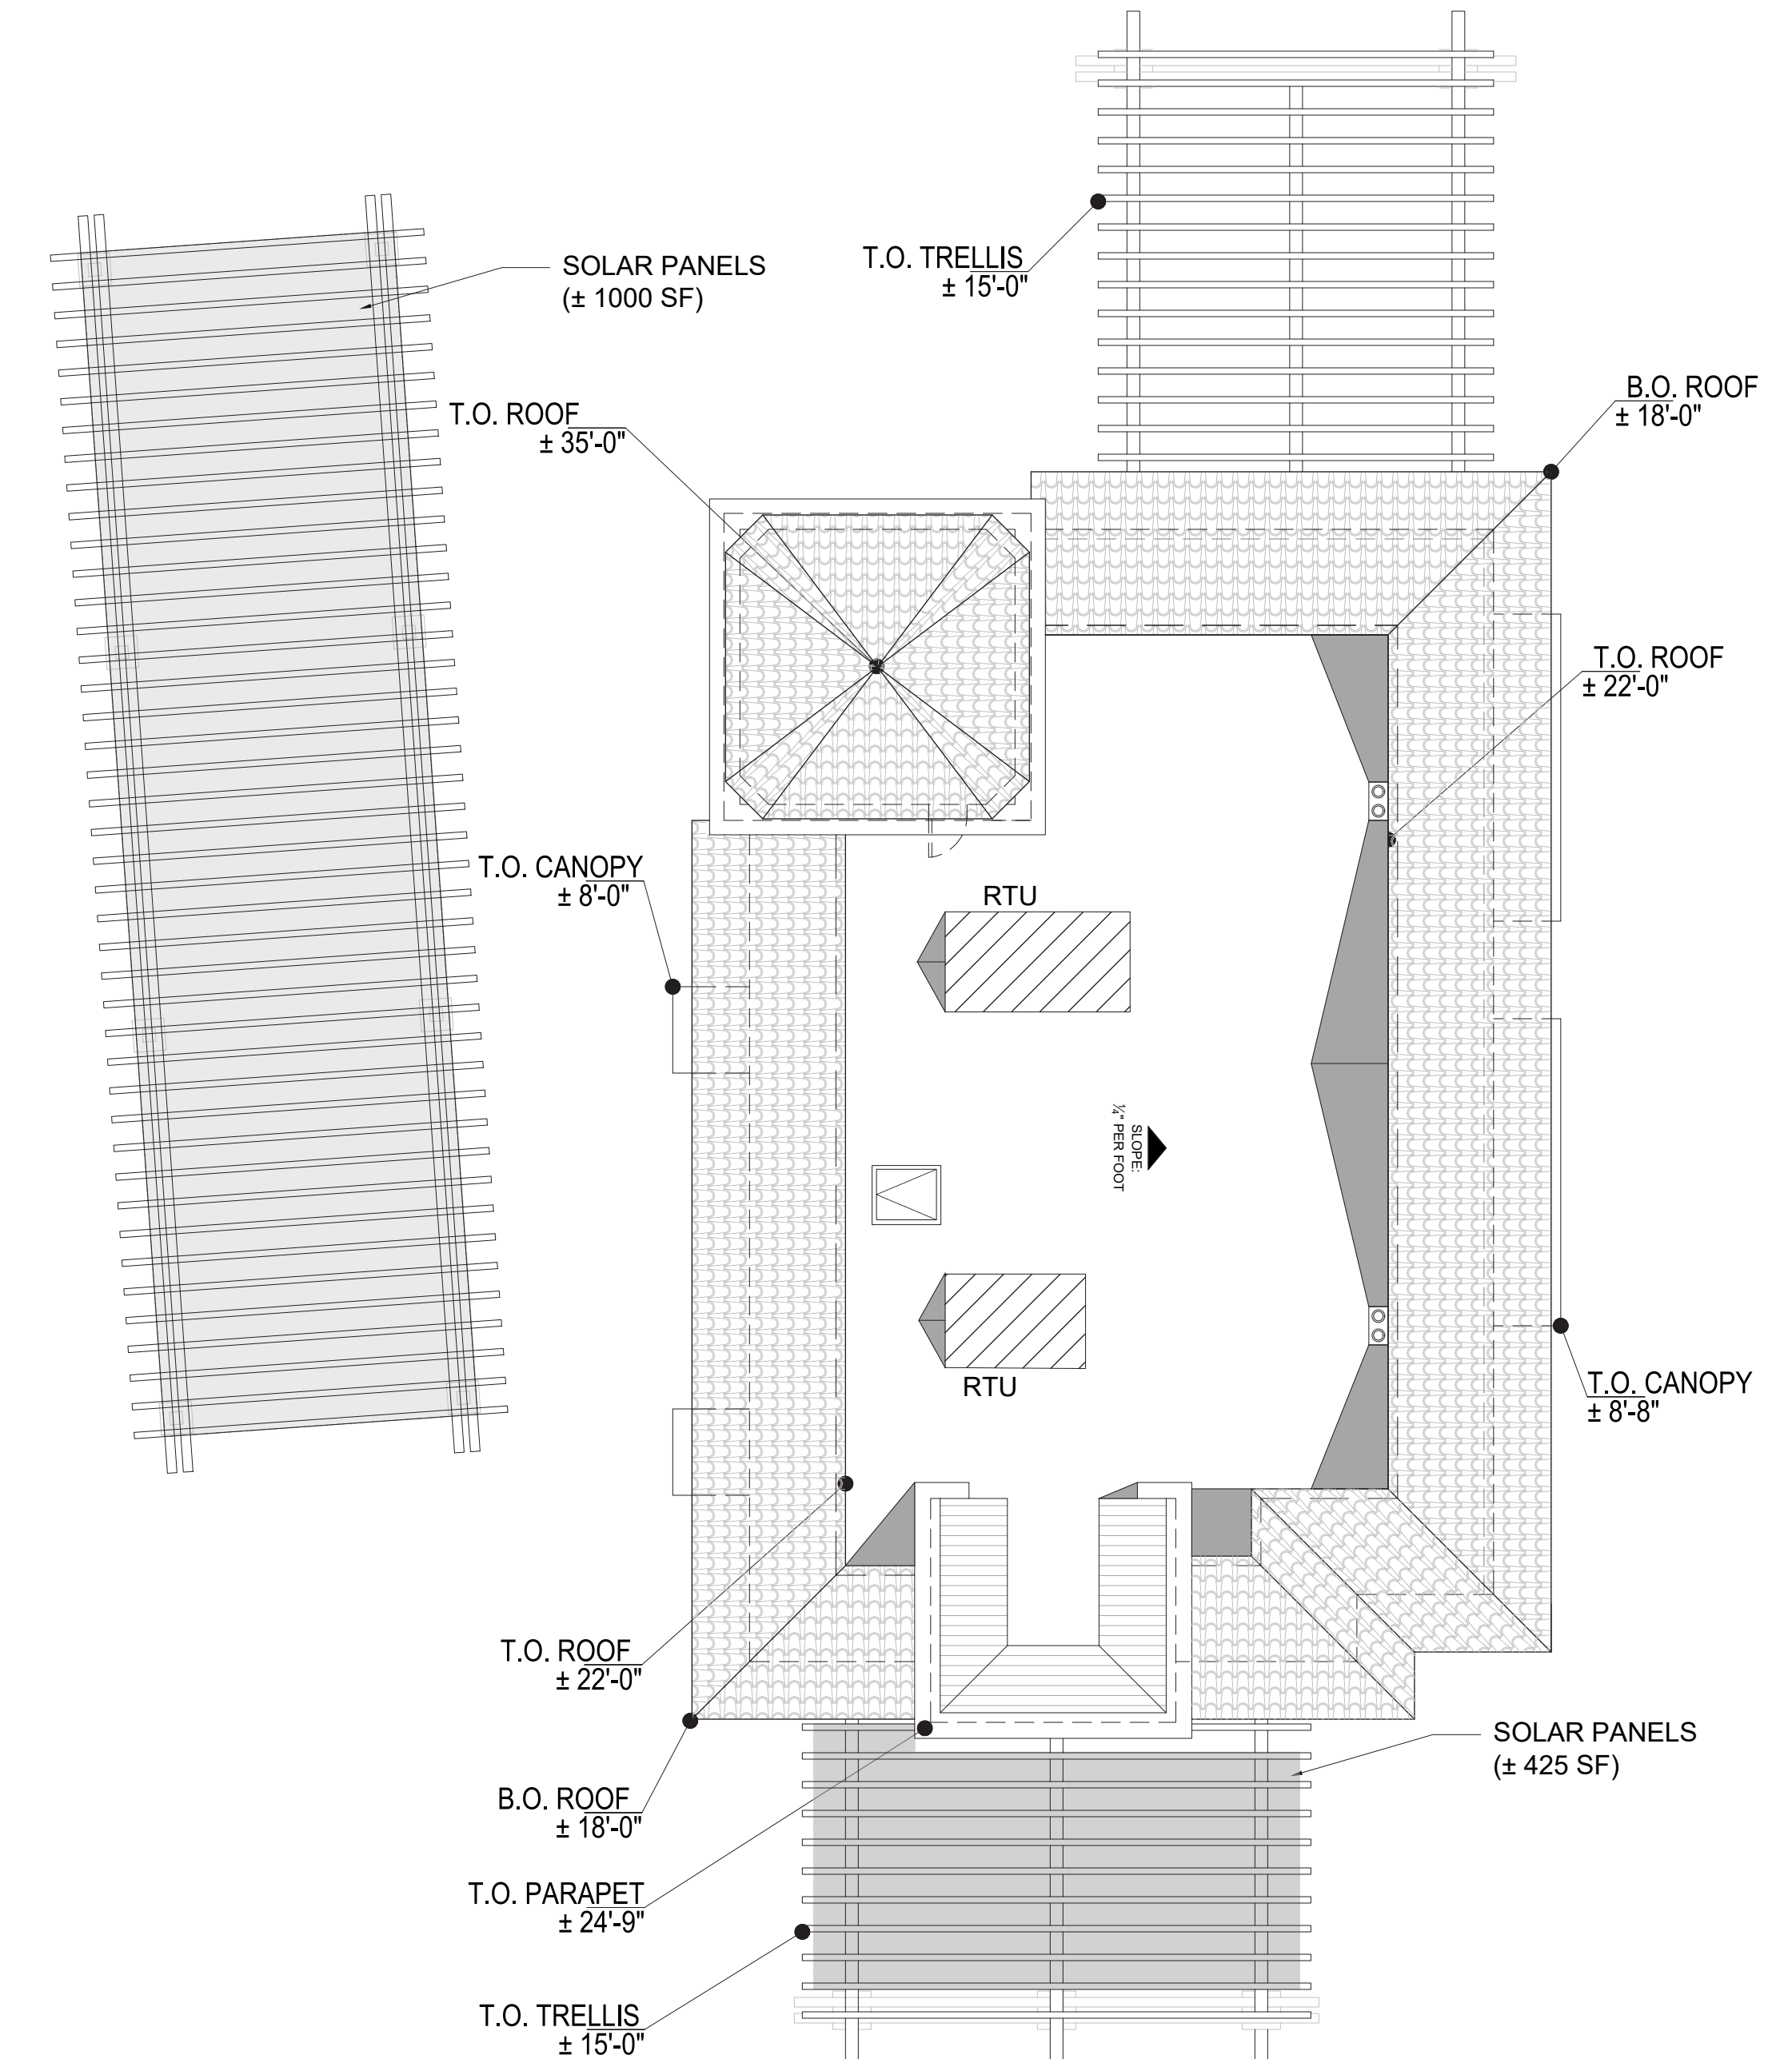 SOLAR PANELS
(± 1000 SF)
T.O. TRELLIS
± 15'-0"
B.O. ROOF
± 18'-0"
T.O. ROOF
± 35'-0"
T.O. ROOF
± 22'-0"
T.O. CANOPY
± 8'-0"
RTU
SLOPE:
¼" PER FOOT
RTU
T.O. CANOPY
± 8'-8"
T.O. ROOF
± 22'-0"
SOLAR PANELS
(± 425 SF)
B.O. ROOF
± 18'-0"
T.O. PARAPET
± 24'-9"
T.O. TRELLIS
± 15'-0"